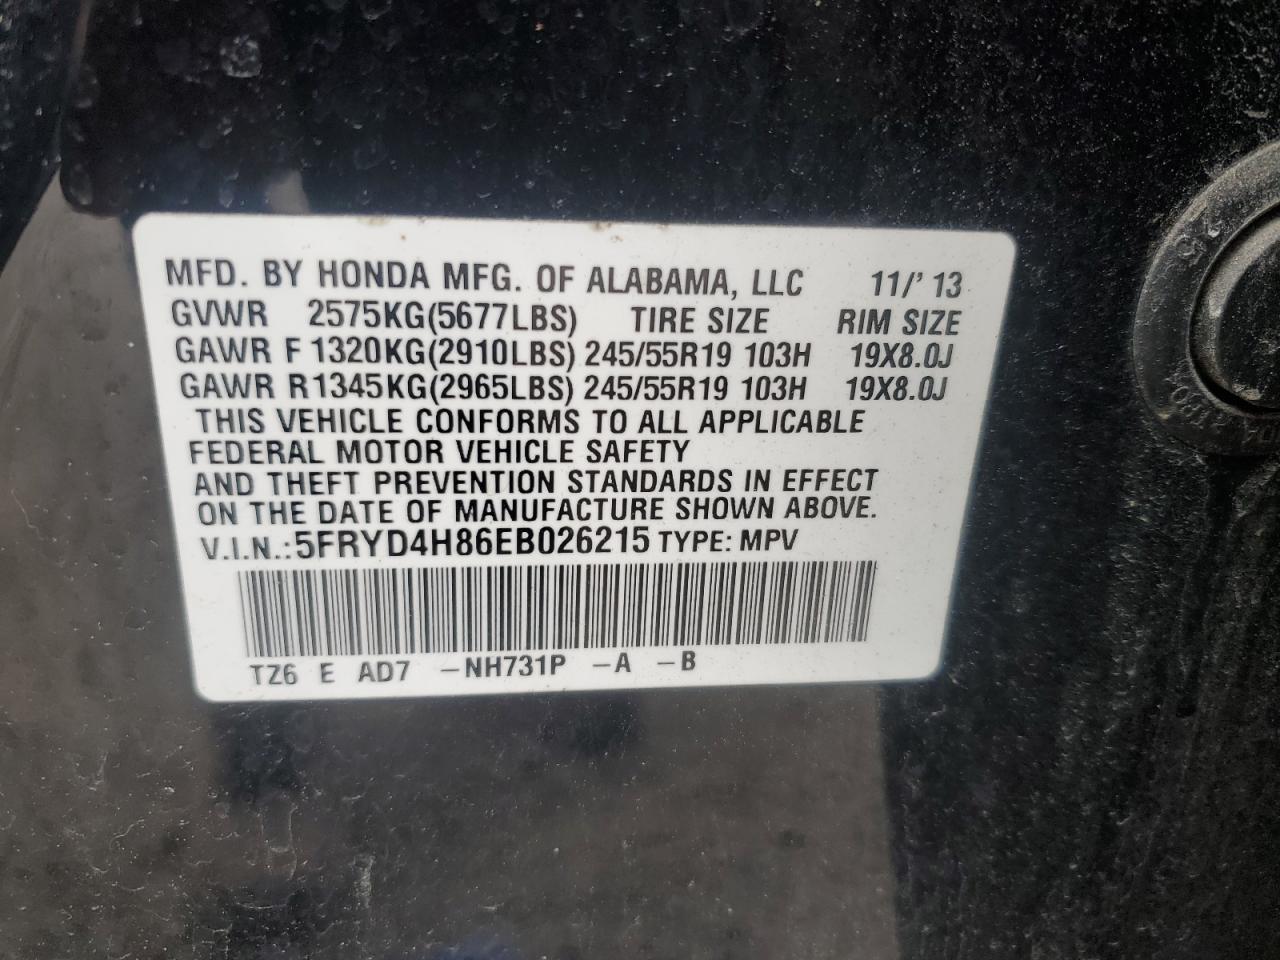 MFD. BY HONDA MFG. OF ALABAMA, LLC 11/' 13
GVWR 2575KG(5677LBS) TIRE SIZE RIM SIZE
GAWR F 1320KG(2910LBS) 245/55R19 103H 19X8.0J
GAWR R1345KG(2965LBS) 245/55R19 103H 19X8.0J
THIS VEHICLE CONFORMS TO ALL APPLICABLE
FEDERAL MOTOR VEHICLE SAFETY
AND THEFT PREVENTION STANDARDS IN EFFECT
ON THE DATE OF MANUFACTURE SHOWN ABOVE.
V.I.N.:5FRYD4H86EB026215 TYPE: MPV
TZ6 E AD7 -NH731P -A -B